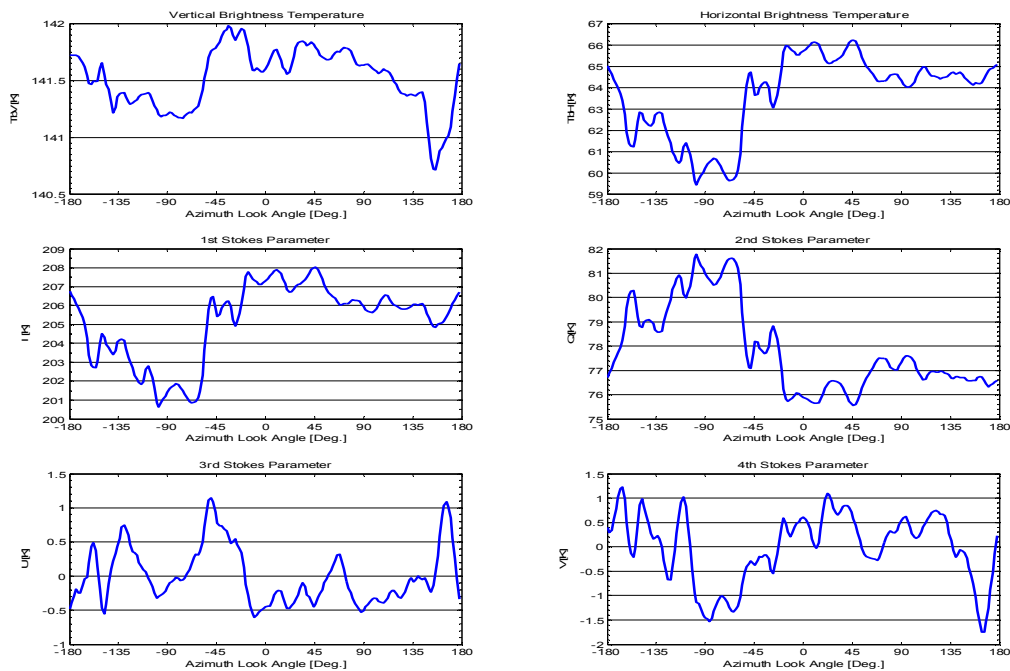 Vertical Brightness Temperature
142
141.5
141
140.5
TbV[K]
-180 -135 -90 -45 0 45 90 135 180
Azimuth Look Angle [Deg.]
Horizontal Brightness Temperature
67
66
65
64
63
62
61
60
59
TbH[K]
-180 -135 -90 -45 0 45 90 135 180
Azimuth Look Angle [Deg.]
1st Stokes Parameter
209
208
207
206
205
204
203
202
201
200
I [K]
-180 -135 -90 -45 0 45 90 135 180
Azimuth Look Angle [Deg.]
2nd Stokes Parameter
82
81
80
79
78
77
76
75
Q[K]
-180 -135 -90 -45 0 45 90 135 180
Azimuth Look Angle [Deg.]
3rd Stokes Parameter
1.5
1
0.5
0
-0.5
-1
U[K]
-180 -135 -90 -45 0 45 90 135 180
Azimuth Look Angle [Deg.]
4th Stokes Parameter
1.5
1
0.5
0
-0.5
-1
-1.5
-2
V[K]
-180 -135 -90 -45 0 45 90 135 180
Azimuth Look Angle [Deg.]